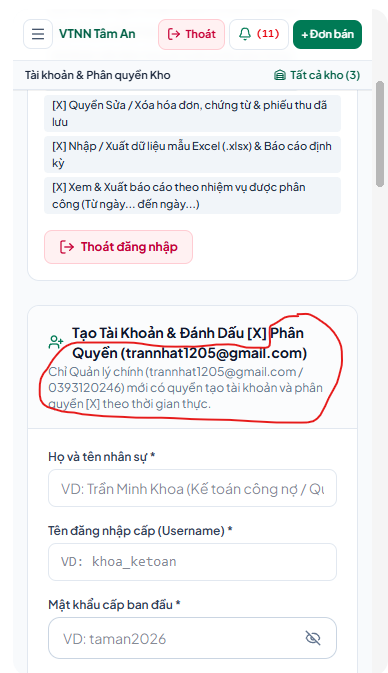 VTNN Tâm An
Thoát
(11)
+ Đơn bán
Tài khoản & Phân quyền Kho
Tất cả kho (3)
[X] Quyền Sửa / Xóa hóa đơn, chứng từ & phiếu thu đã
lưu
[X] Nhập / Xuất dữ liệu mẫu Excel (.xlsx) & Báo cáo định
kỳ
[X] Xem & Xuất báo cáo theo nhiệm vụ được phân
công (Từ ngày... đến ngày...)
Thoát đăng nhập
Tạo Tài Khoản & Đánh Dấu [X] Phân
Quyền (trannhat1205@gmail.com)
Chỉ Quản lý chính (trannhat1205@gmail.com /
0393120246) mới có quyền tạo tài khoản và phân
quyền [X] theo thời gian thực.
Họ và tên nhân sự *
VD: Trần Minh Khoa (Kế toán công nợ / Qu
Tên đăng nhập cấp (Username) *
VD: khoa_ketoan
Mật khẩu cấp ban đầu *
VD: taman2026